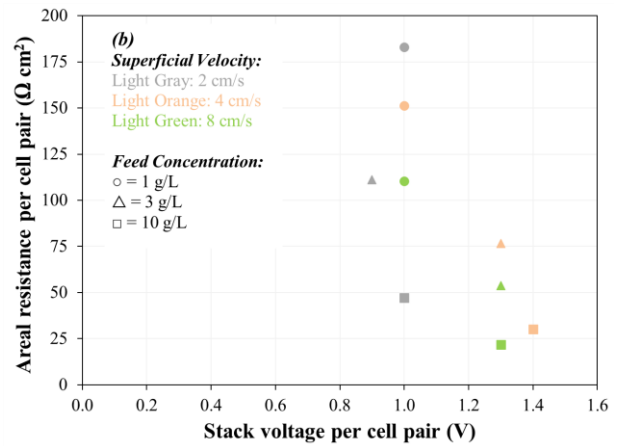 200
175
150
125
100
75
50
25
0
Areal resistance per cell pair (Ω cm²)
(b)
Superficial Velocity:
Light Gray: 2 cm/s
Light Orange: 4 cm/s
Light Green: 8 cm/s
Feed Concentration:
○ = 1 g/L
△ = 3 g/L
□ = 10 g/L
0.0 0.2 0.4 0.6 0.8 1.0 1.2 1.4 1.6
Stack voltage per cell pair (V)